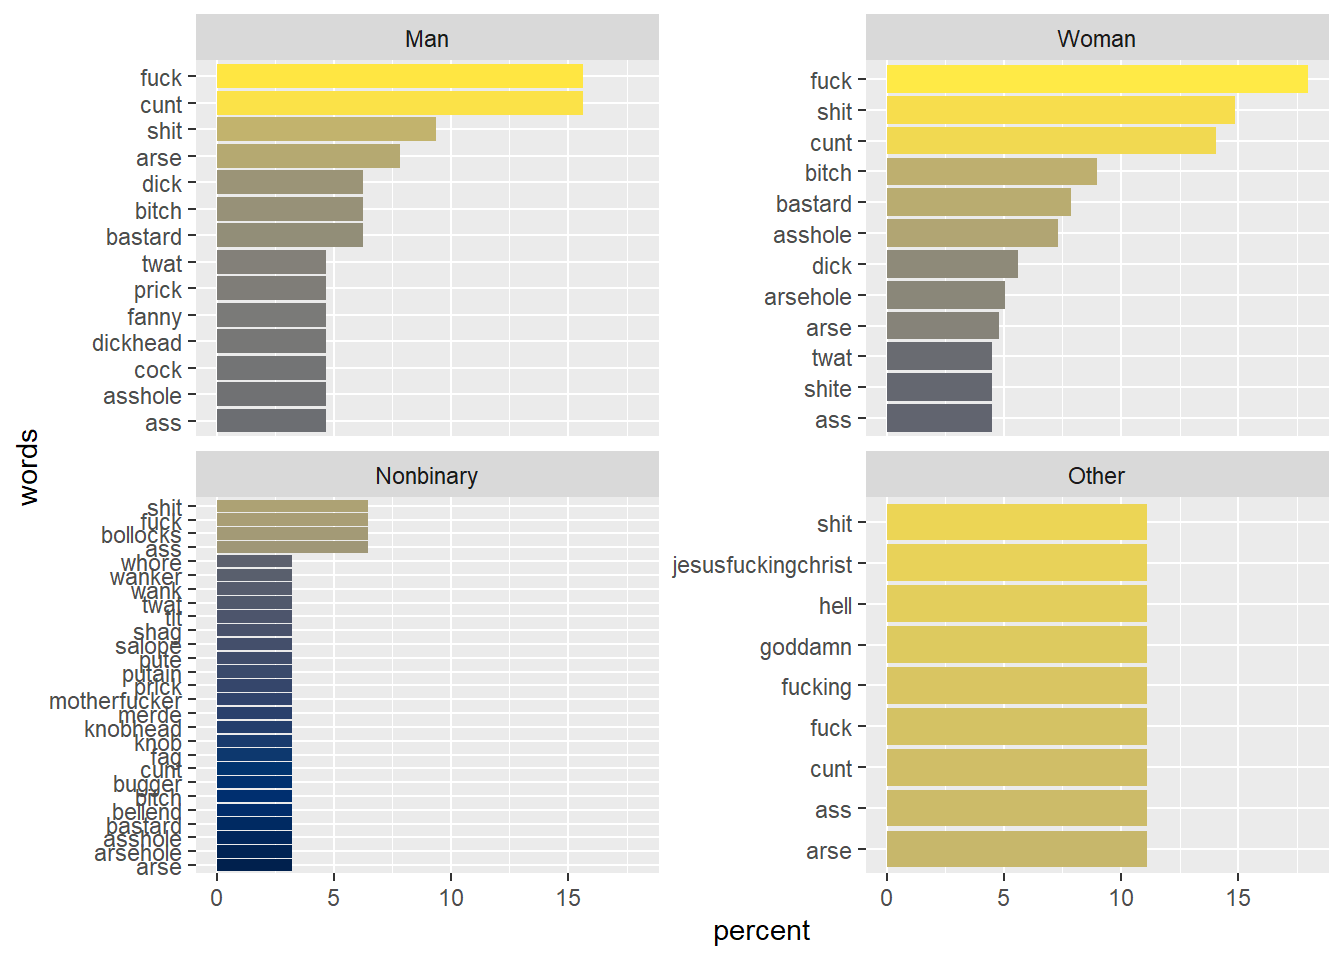 Man
fuck
cunt
shit
arse
dick
bitch
bastard
twat
prick
fanny
dickhead
cock
asshole
ass
Woman
fuck
shit
cunt
bitch
bastard
asshole
dick
arsehole
arse
twat
shite
ass
words
Nonbinary
shit
fuck
bollocks
ass
whore
wanker
wank
twat
tit
shag
salope
pute
putain
prick
motherfucker
merde
knobhead
knob
fag
cunt
bugger
bitch
bellend
bastard
asshole
arsehole
arse
0 5 10 15
Other
shit
jesusfuckingchrist
hell
goddamn
fucking
fuck
cunt
ass
arse
0 5 10 15
percent